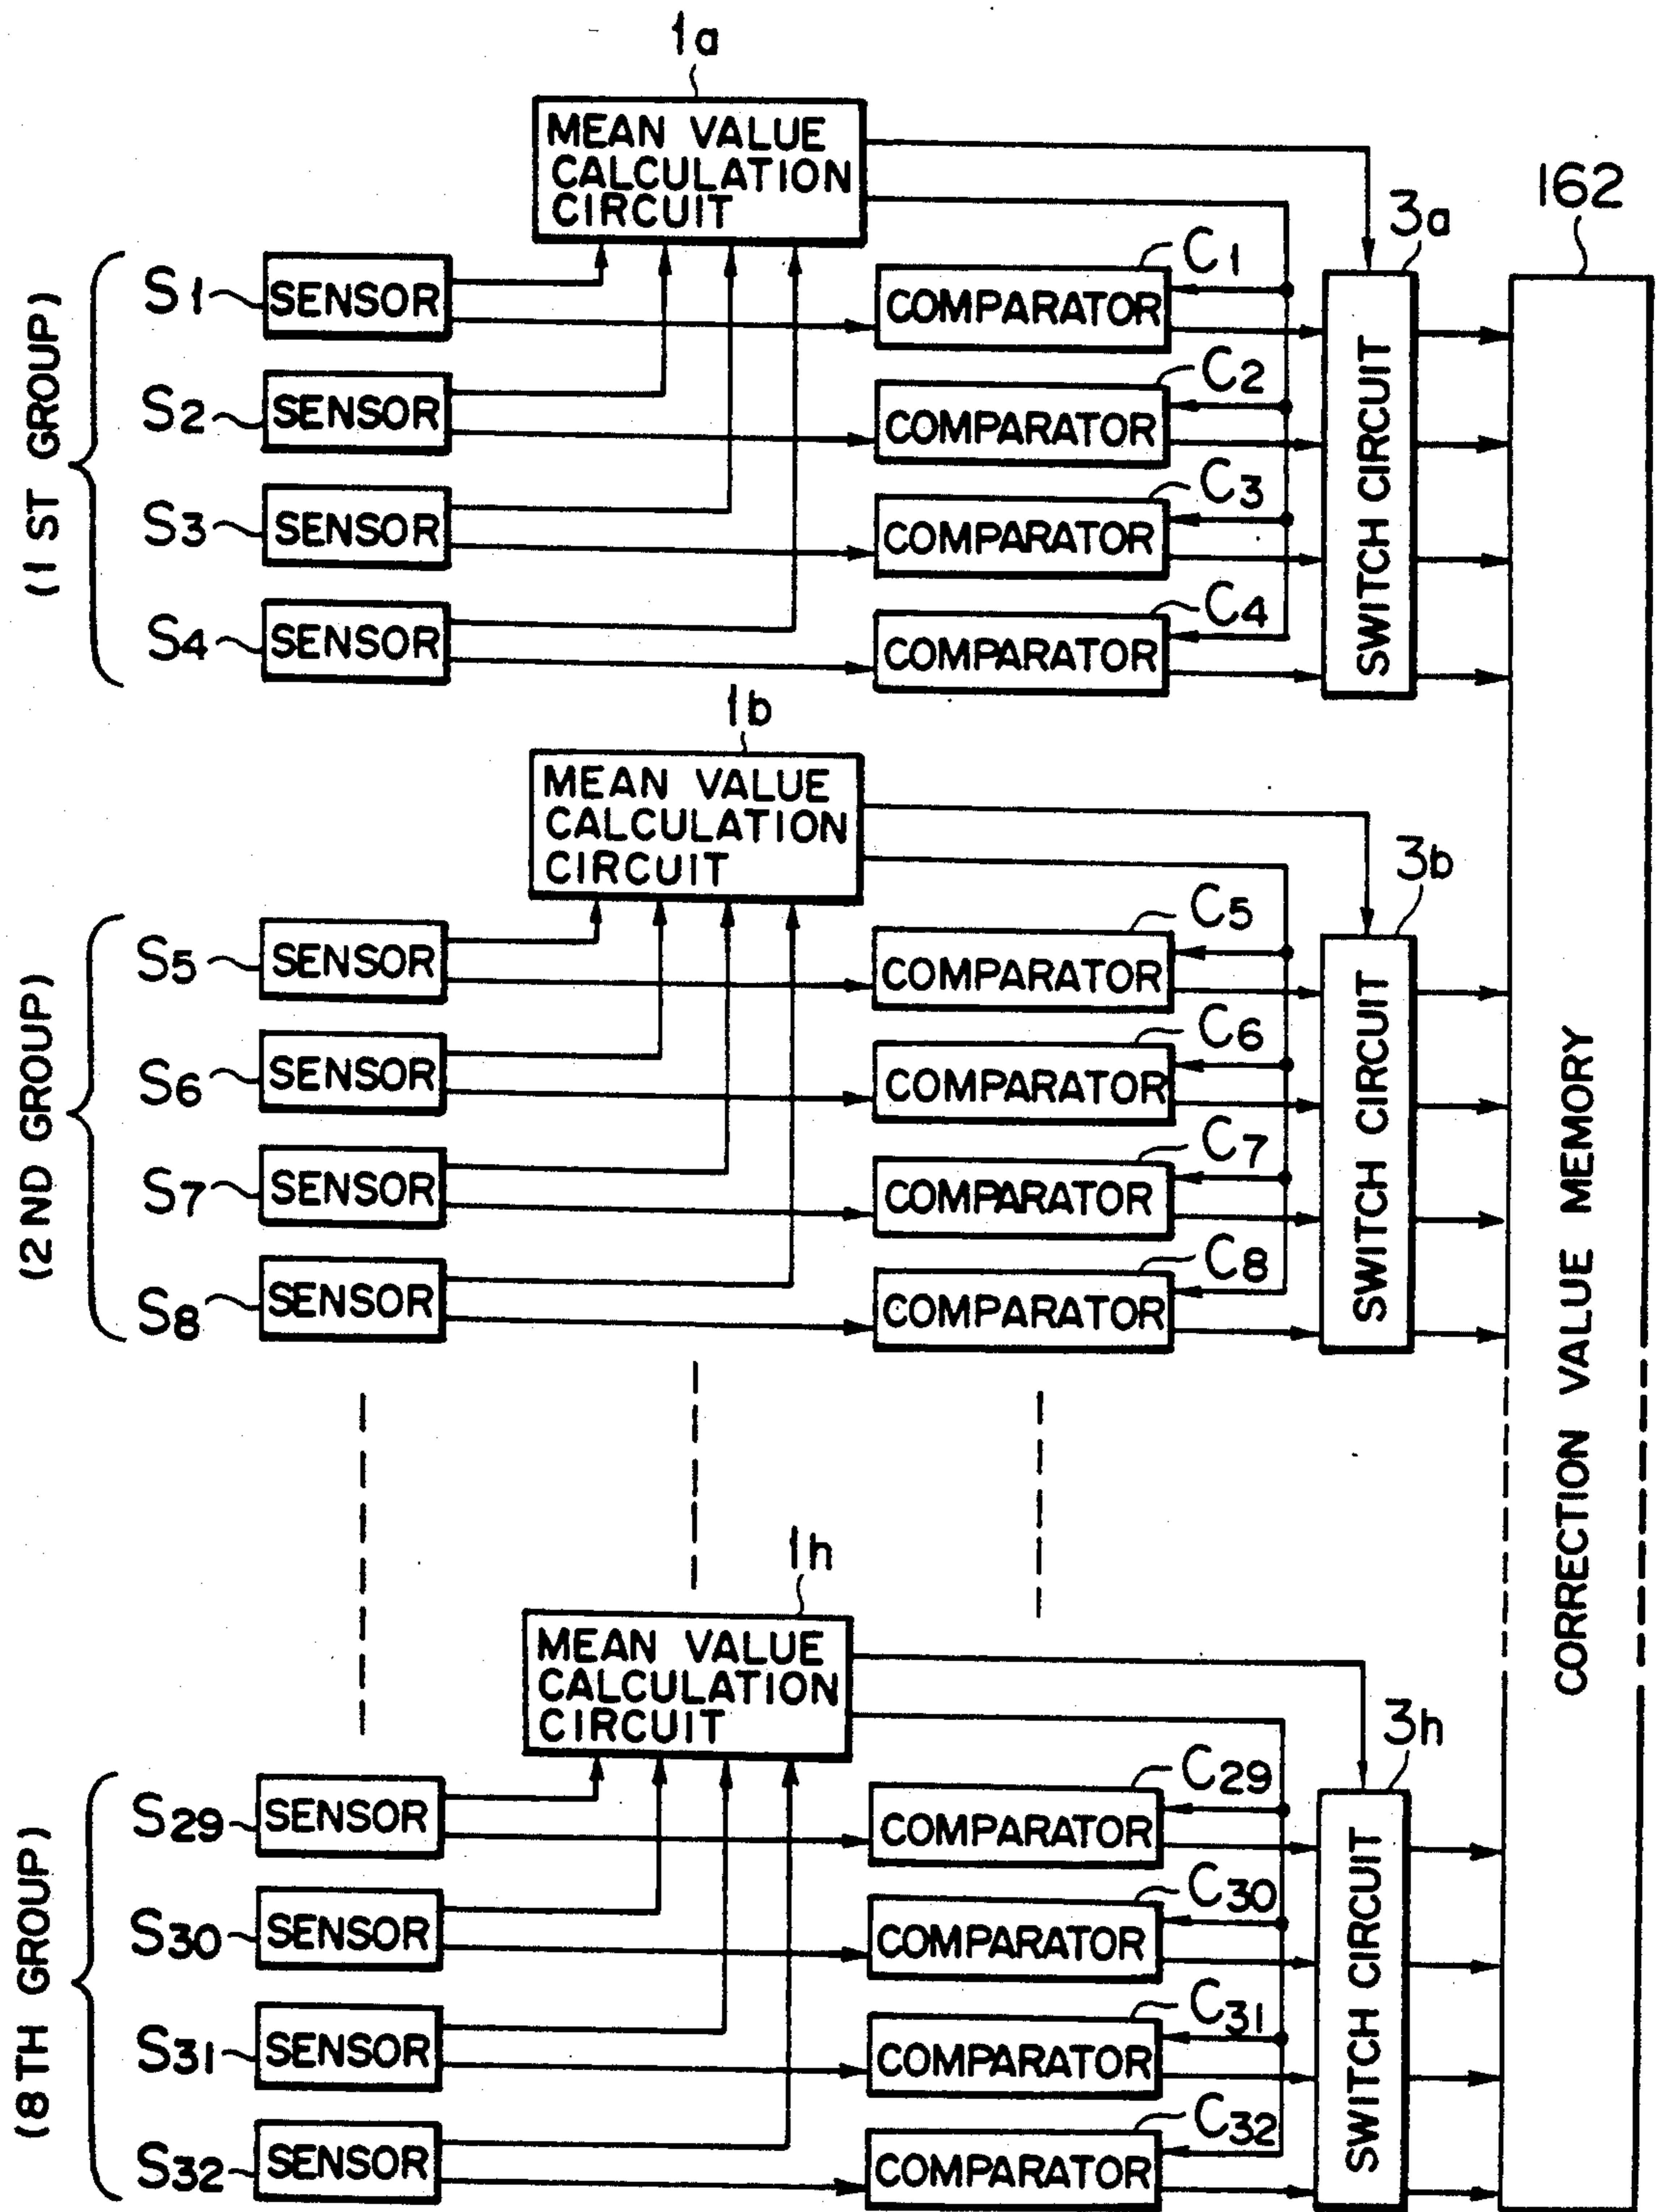 1a
MEAN VALUE
CALCULATION
CIRCUIT
162
3a
(1 ST GROUP)
S1
SENSOR
C1
COMPARATOR
S2
SENSOR
C2
COMPARATOR
S3
SENSOR
C3
COMPARATOR
S4
SENSOR
C4
COMPARATOR
SWITCH CIRCUIT
1b
MEAN VALUE
CALCULATION
CIRCUIT
3b
(2 ND GROUP)
S5
SENSOR
C5
COMPARATOR
S6
SENSOR
C6
COMPARATOR
S7
SENSOR
C7
COMPARATOR
S8
SENSOR
C8
COMPARATOR
SWITCH CIRCUIT
CORRECTION VALUE MEMORY
1h
MEAN VALUE
CALCULATION
CIRCUIT
3h
(8 TH GROUP)
S29
SENSOR
C29
COMPARATOR
S30
SENSOR
C30
COMPARATOR
S31
SENSOR
C31
COMPARATOR
S32
SENSOR
C32
COMPARATOR
SWITCH CIRCUIT